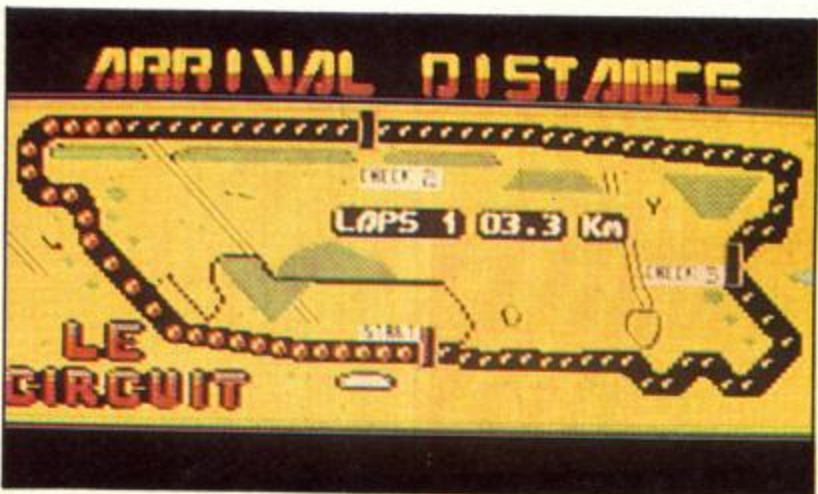 ARRIVAL DISTANCE
CHECK 2
LAPS 1 03.3 Km
CHECK 3
START
LE
CIRCUIT